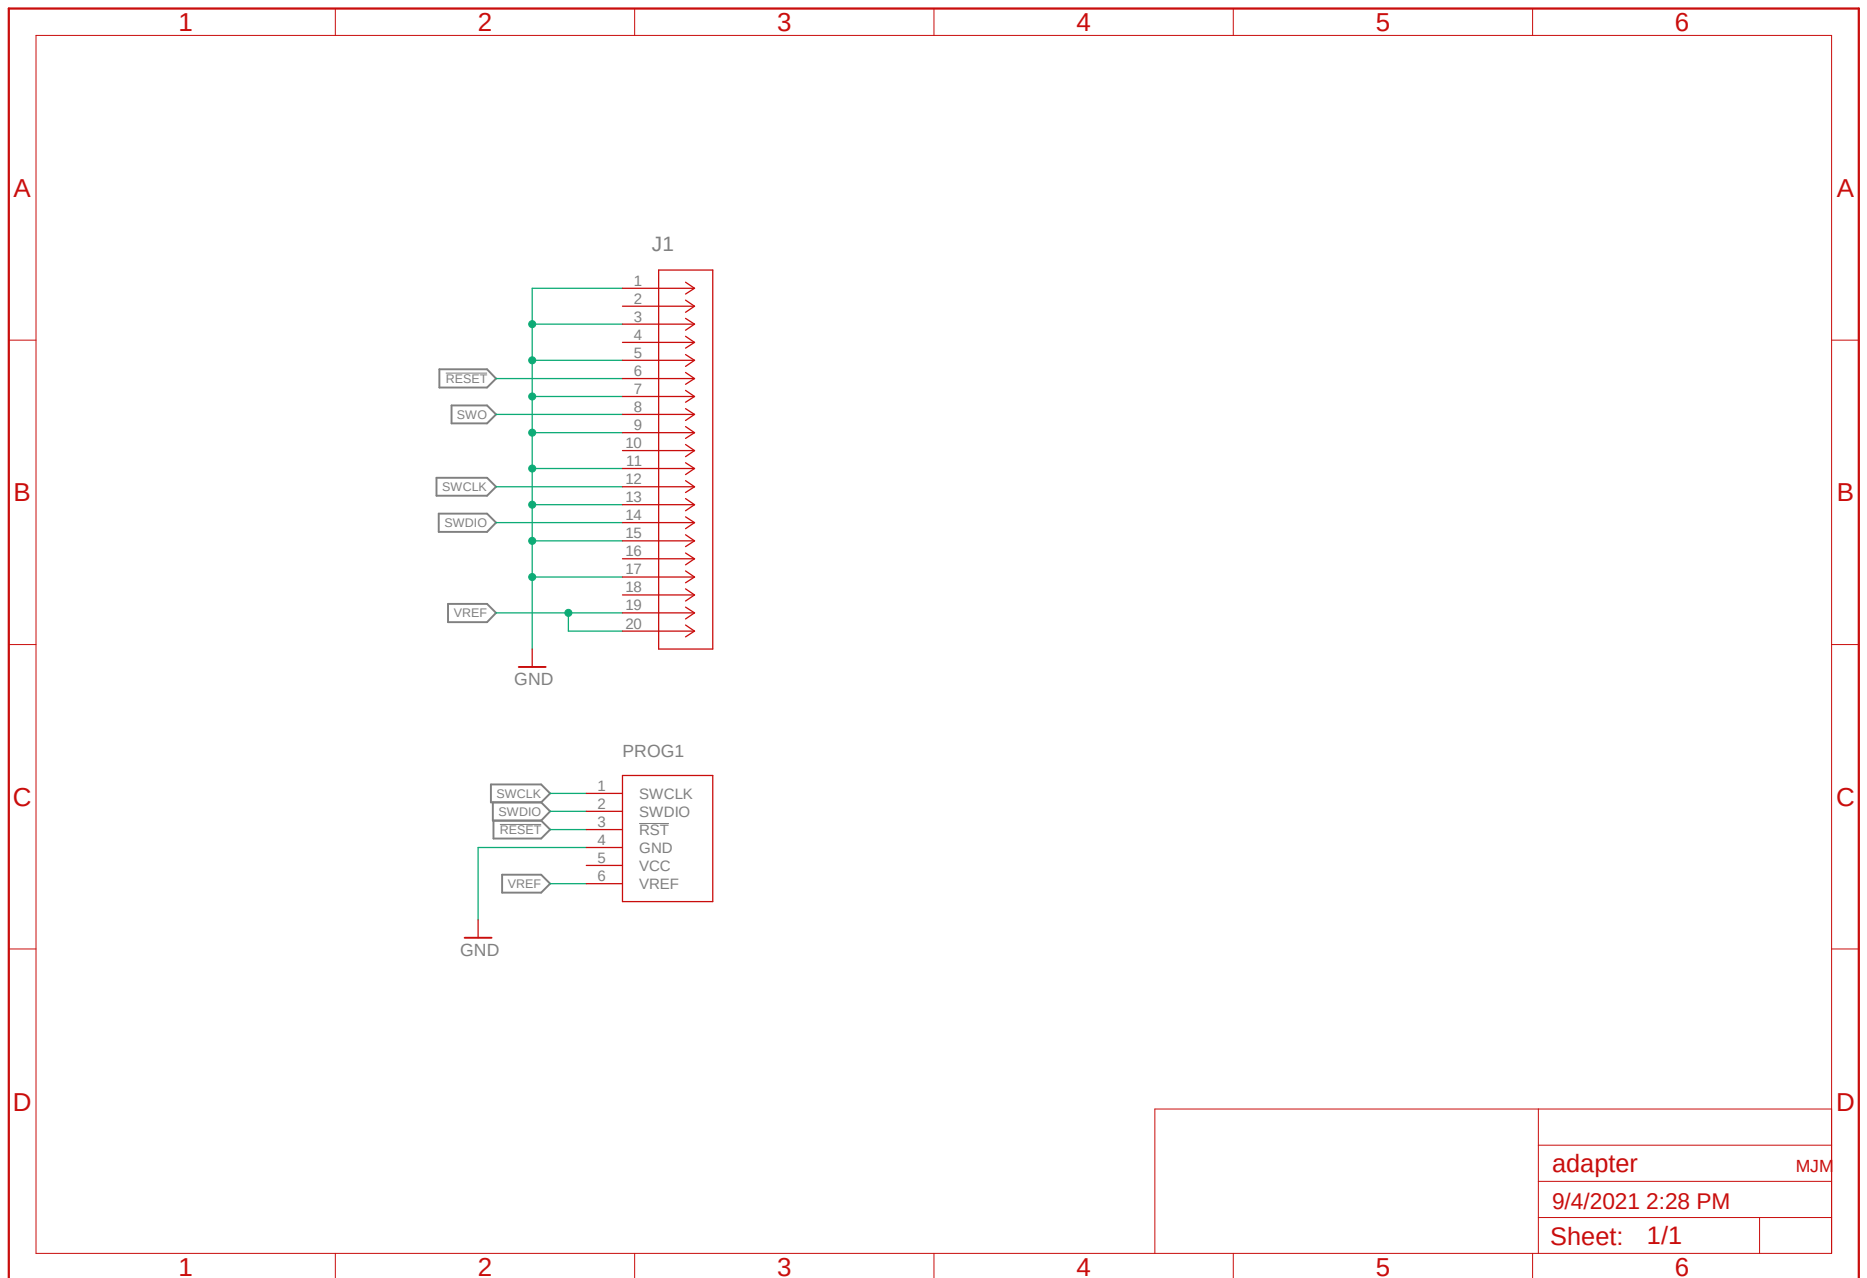 1 2 3 4 5 6
A A
J1
1
2
3
4
5
RESET 6
7
SWO 8
9
10
11
B B
SWCLK 12
13
SWDIO 14
15
16
17
18
VREF 19
20
GND
PROG1
C C
SWCLK 1 SWCLK
SWDIO 2 SWDIO
RESET 3 RST
4 GND
5 VCC
VREF 6 VREF
GND
D D
adapter MJM
9/4/2021 2:28 PM
Sheet: 1/1
1 2 3 4 5 6